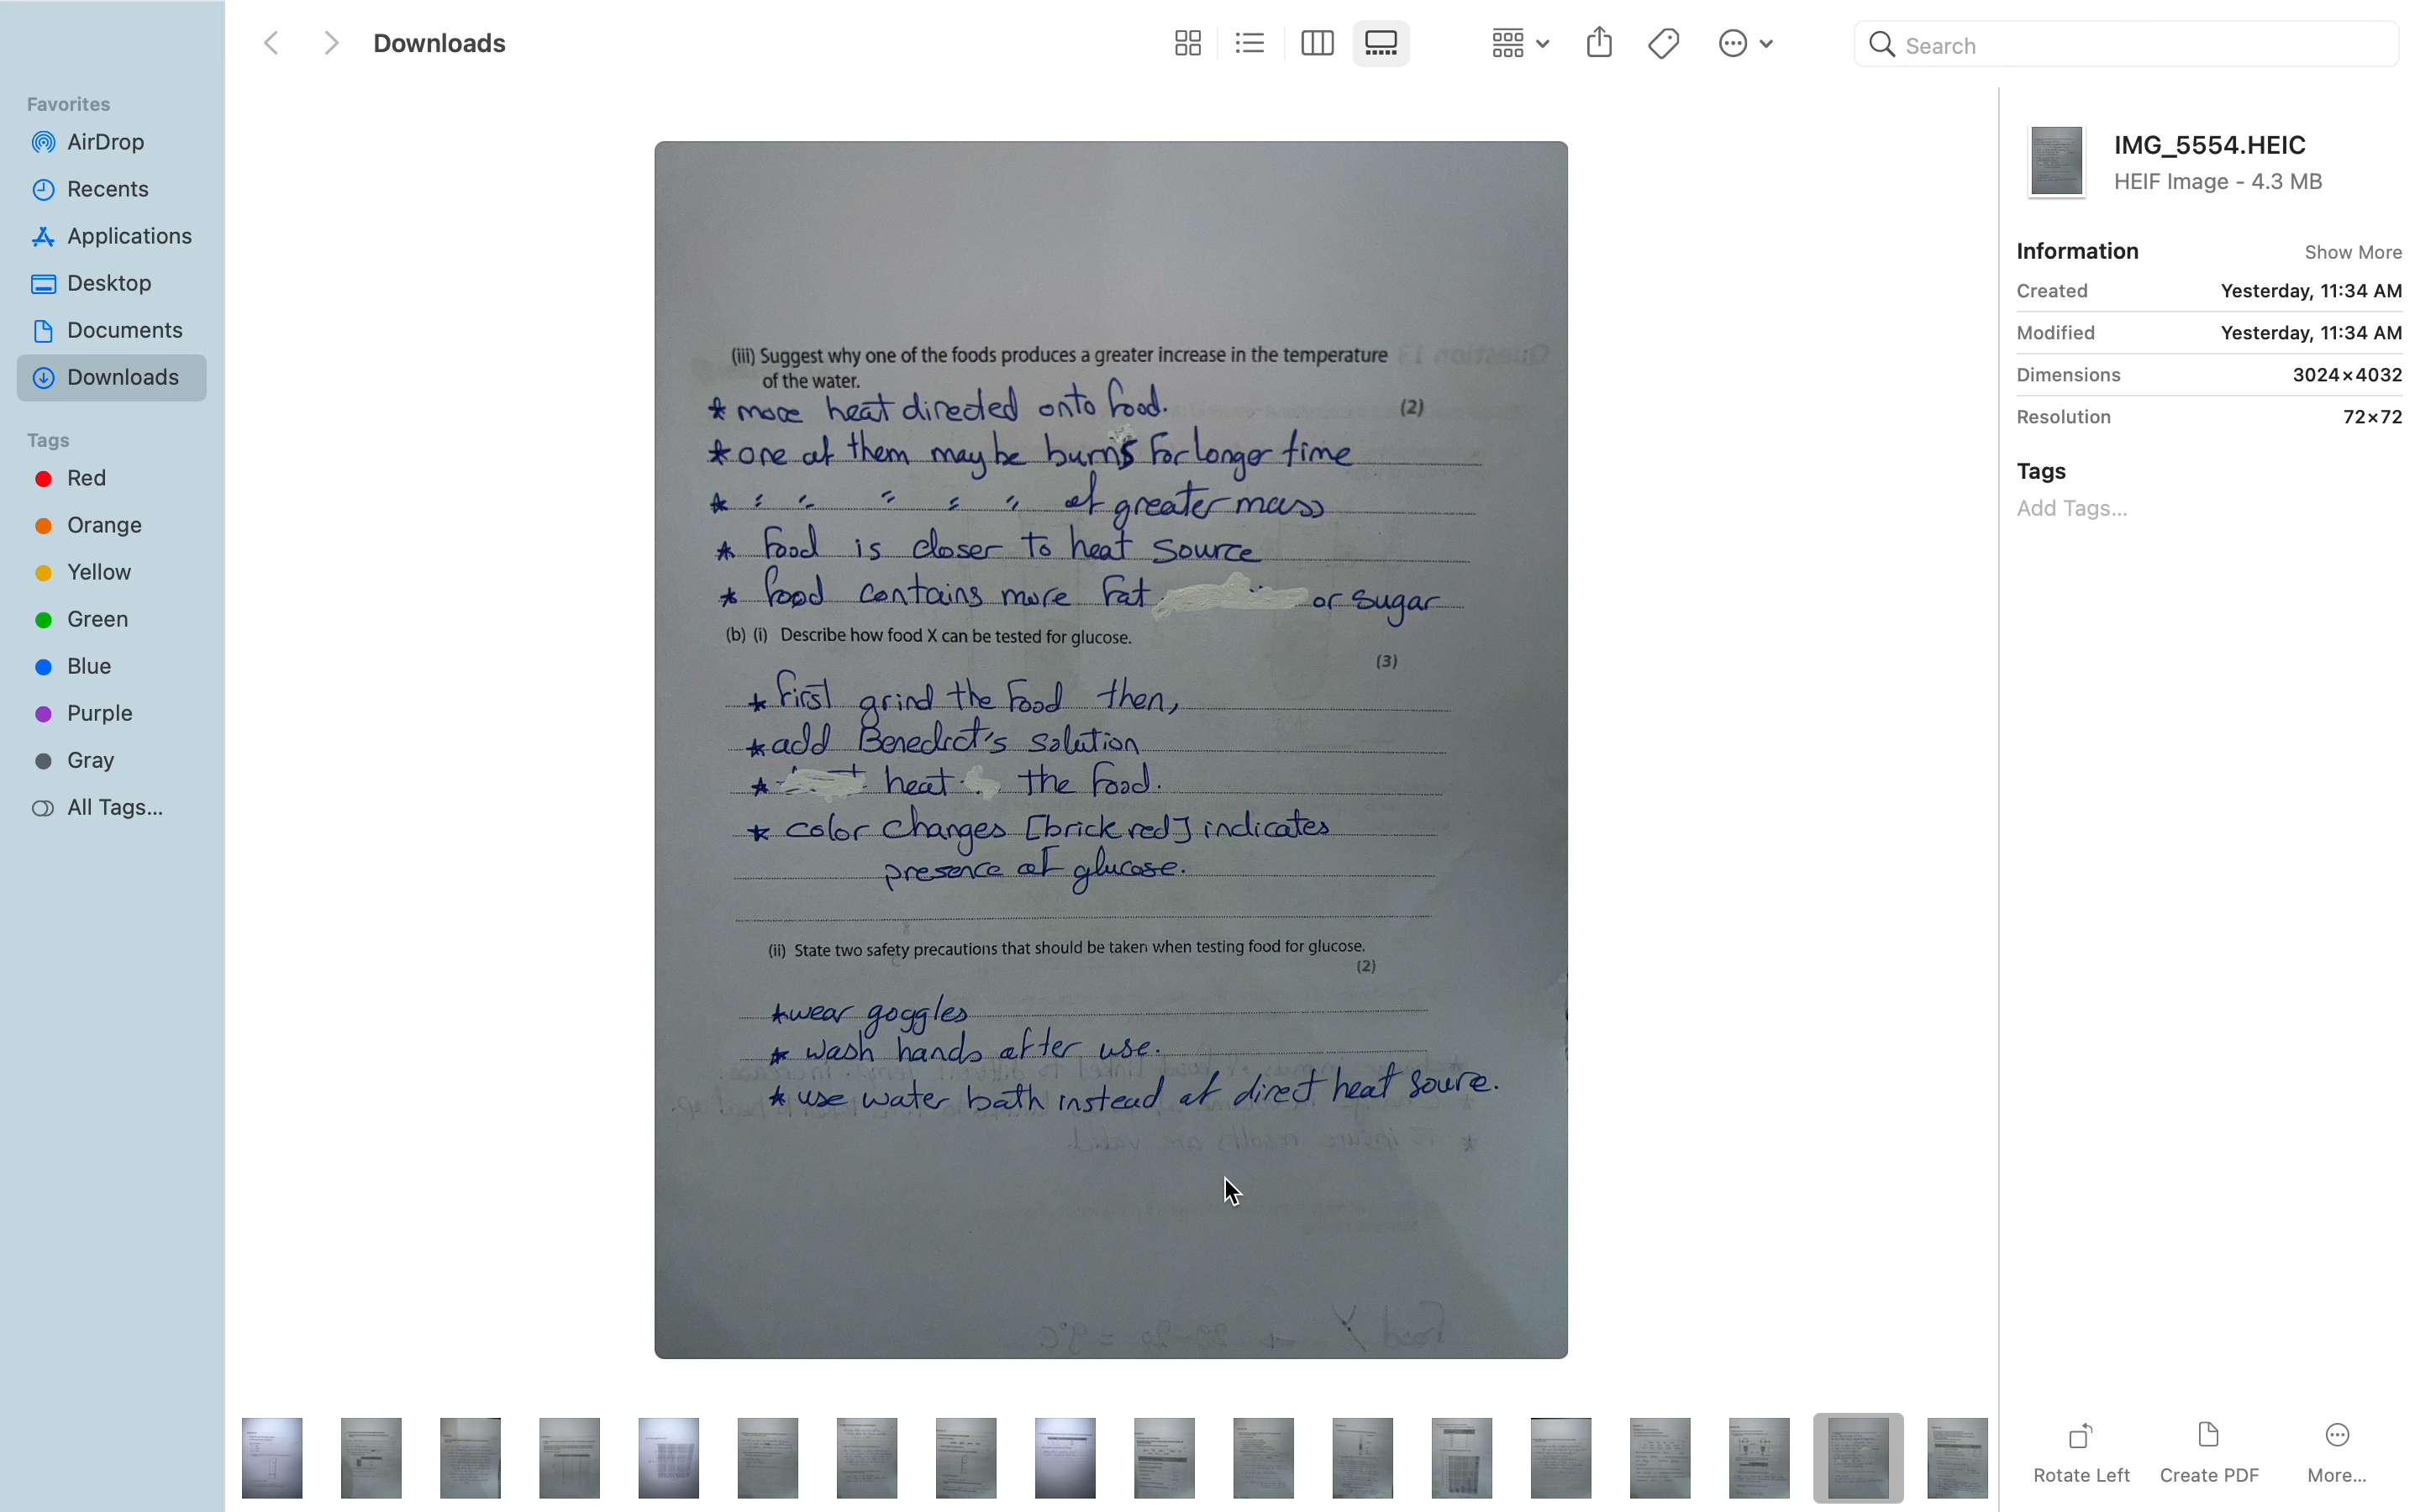 Downloads
Search
Favorites
AirDrop
Recents
Applications
Desktop
Documents
Downloads
Tags
Red
Orange
Yellow
Green
Blue
Purple
Gray
All Tags...
(iii) Suggest why one of the foods produces a greater increase in the temperature
of the water.
(2)
* more heat directed onto food.
* one of them may be burns for longer time
* " " " " " of greater mass
* Food is closer to heat source
* food contains more fat or sugar
(b) (i) Describe how food X can be tested for glucose.
(3)
* first grind the food then,
* add Benedict's solution
* heat the food.
* color changes [brick red] indicates
presence of glucose.
(ii) State two safety precautions that should be taken when testing food for glucose.
(2)
* wear goggles
* wash hands after use.
* use water bath instead of direct heat soure.
IMG_5554.HEIC
HEIF Image - 4.3 MB
Information
Show More
Created Yesterday, 11:34 AM
Modified Yesterday, 11:34 AM
Dimensions 3024×4032
Resolution 72×72
Tags
Add Tags...
Rotate Left
Create PDF
More...